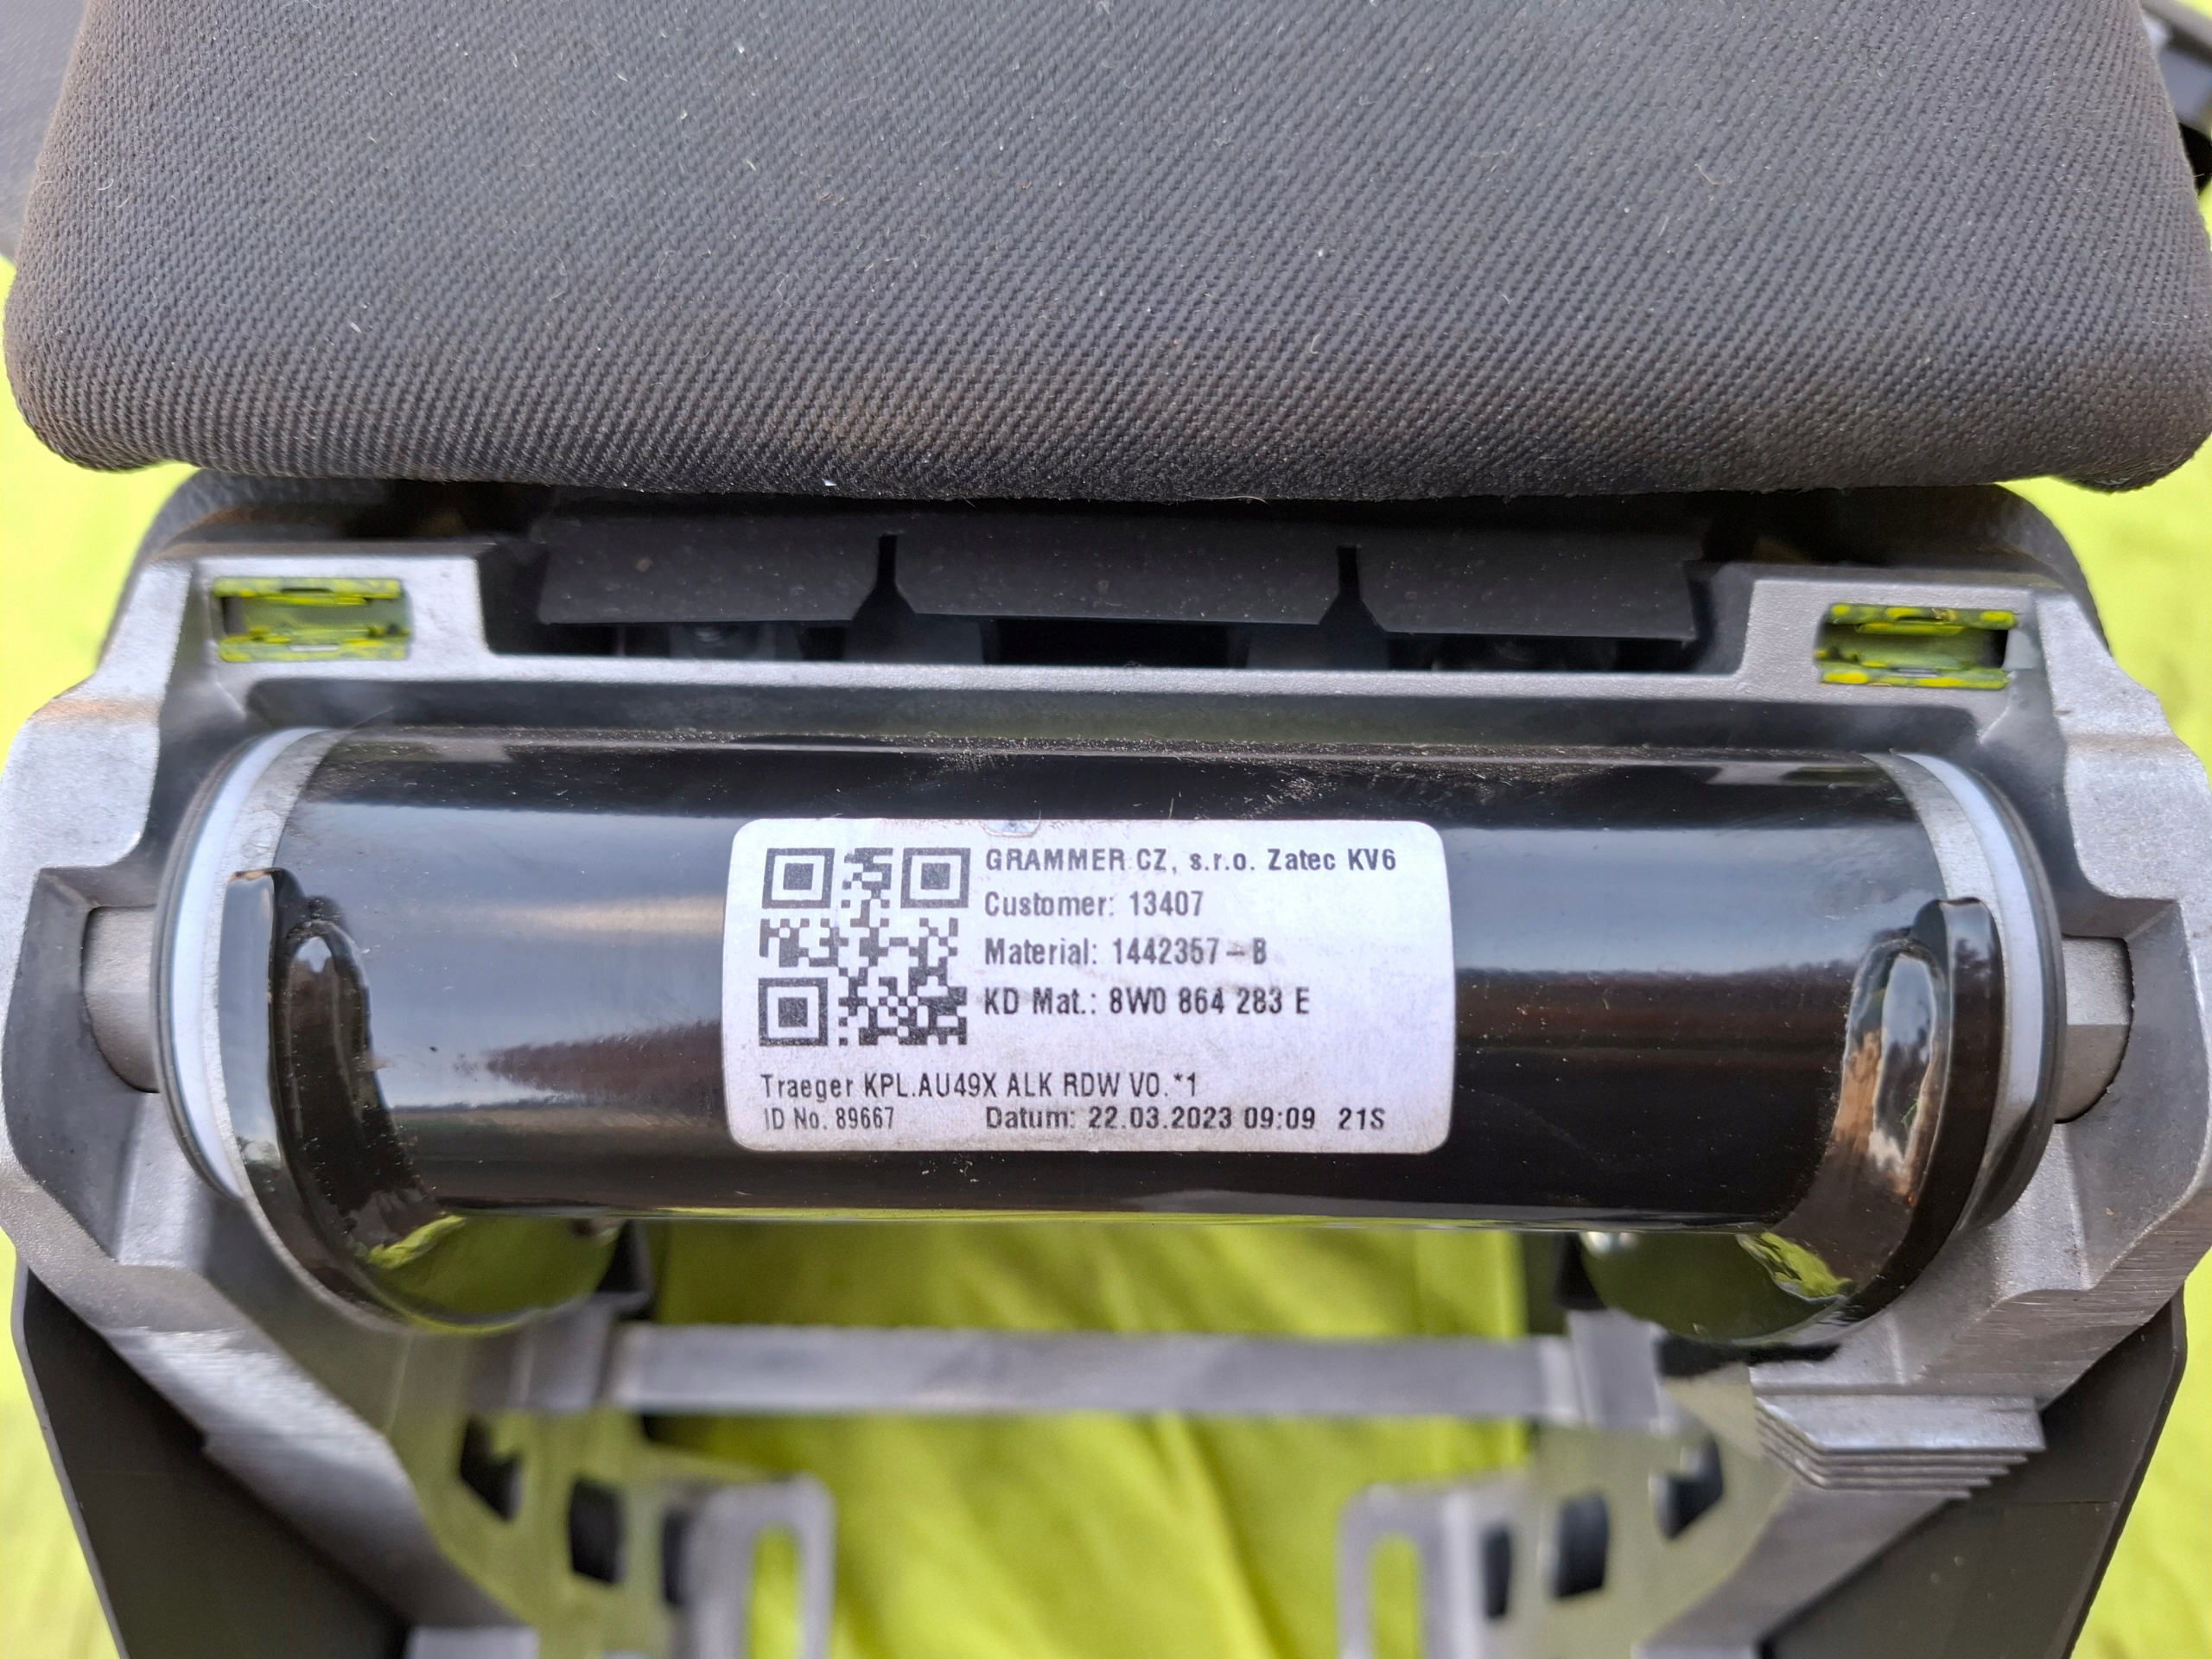 GRAMMER CZ, s.r.o. Zatec KV6
Customer: 13407
Material: 1442357-B
KD Mat.: 8W0 864 283 E
Traeger KPL.AU49X ALK RDW V0.*1
ID No. 89667 Datum: 22.03.2023 09:09 21S